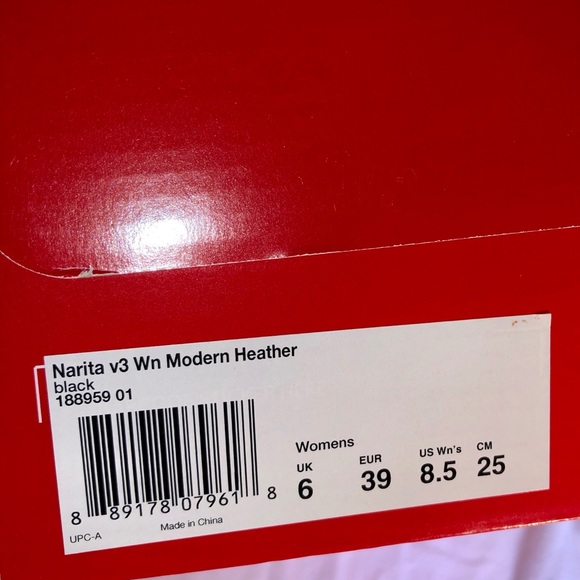 Narita v3 Wn Modern Heather
black
188959 01
8 89178 07961 8
UPC-A
Made in China
Womens
UK EUR US Wn's CM
6 39 8.5 25